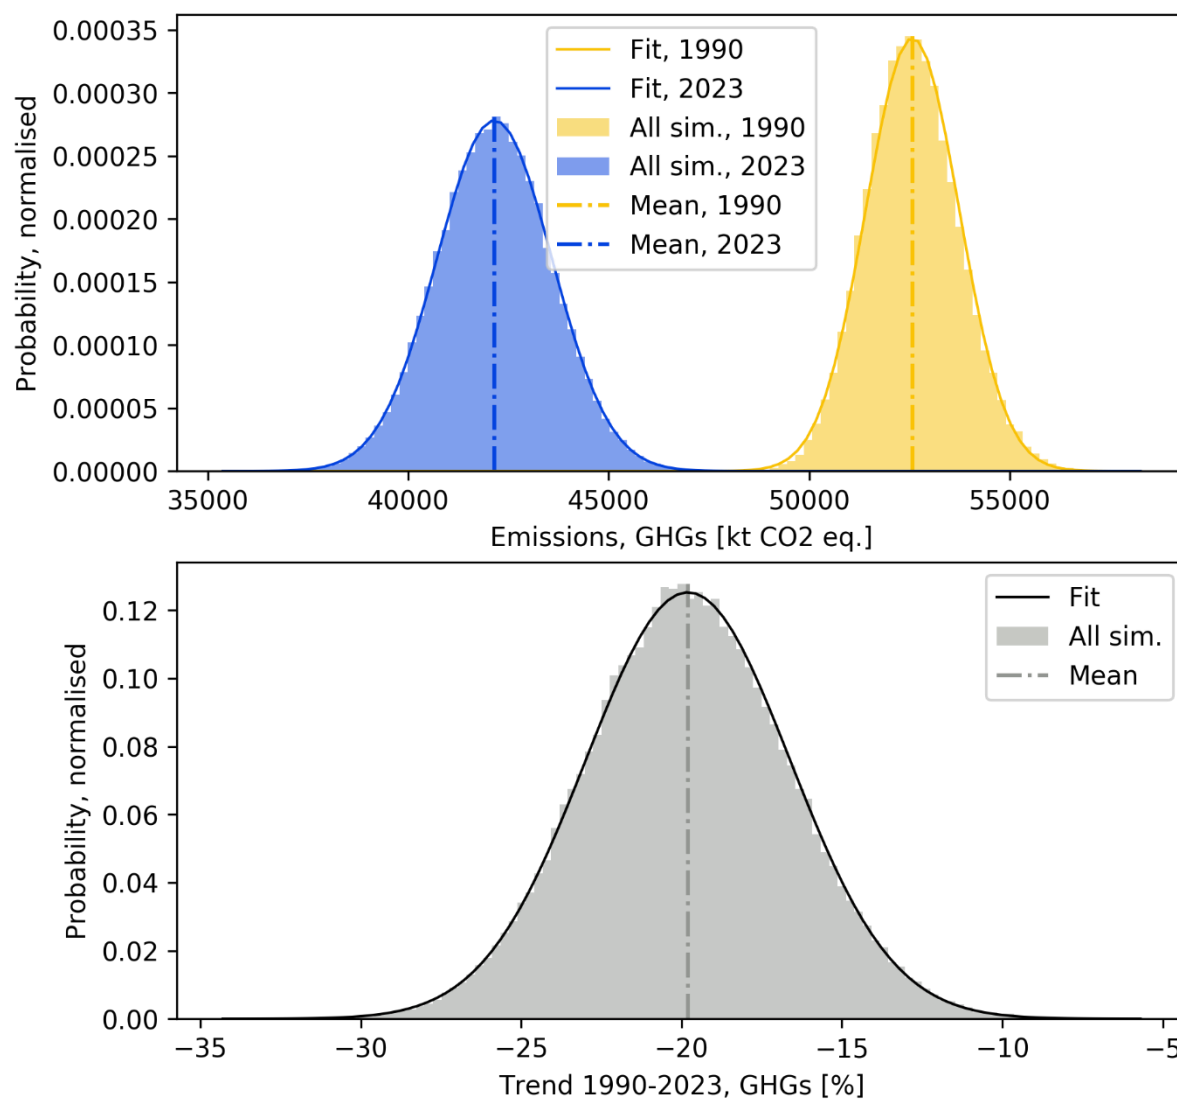 0.00035
0.00030
0.00025
0.00020
0.00015
0.00010
0.00005
0.00000
Probability, normalised
Fit, 1990
Fit, 2023
All sim., 1990
All sim., 2023
Mean, 1990
Mean, 2023
35000 40000 45000 50000 55000
Emissions, GHGs [kt CO2 eq.]
0.12
0.10
0.08
0.06
0.04
0.02
0.00
Probability, normalised
Fit
All sim.
Mean
−35 −30 −25 −20 −15 −10 −5
Trend 1990-2023, GHGs [%]